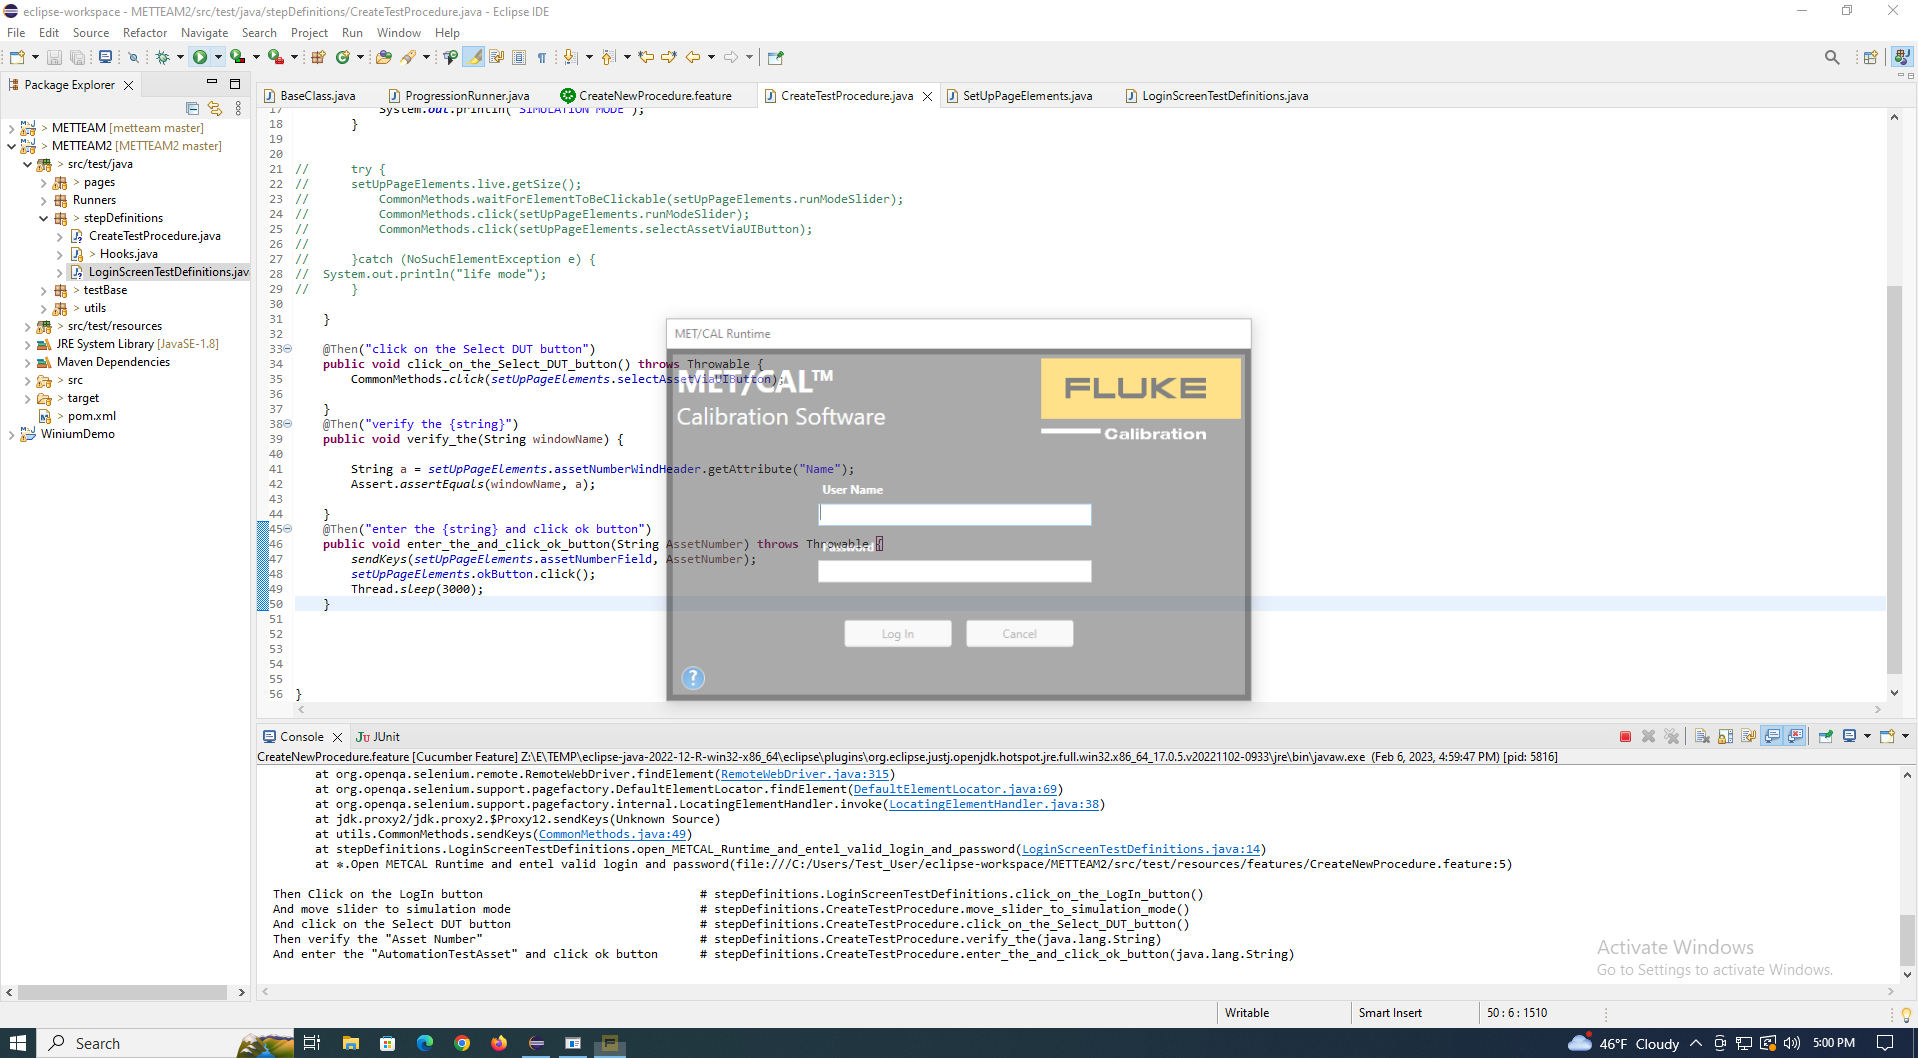 eclipse-workspace - METTEAM2/src/test/java/stepDefinitions/CreateTestProcedure.java - Eclipse IDE
File Edit Source Refactor Navigate Search Project Run Window Help
Package Explorer
BaseClass.java ProgressionRunner.java CreateNewProcedure.feature CreateTestProcedure.java SetUpPageElements.java LoginScreenTestDefinitions.java
> METTEAM [metteam master]
> METTEAM2 [METTEAM2 master]
> src/test/java
> pages
Runners
> stepDefinitions
CreateTestProcedure.java
> Hooks.java
LoginScreenTestDefinitions.jav
> testBase
> utils
> src/test/resources
JRE System Library [JavaSE-1.8]
Maven Dependencies
> src
> target
> pom.xml
WiniumDemo
17 System.out.println("SIMULATION MODE");
18 }
19
20
21 // try {
22 // setUpPageElements.live.getSize();
23 // CommonMethods.waitForElementToBeClickable(setUpPageElements.runModeSlider);
24 // CommonMethods.click(setUpPageElements.runModeSlider);
25 // CommonMethods.click(setUpPageElements.selectAssetViaUIButton);
26 //
27 // }catch (NoSuchElementException e) {
28 // System.out.println("life mode");
29 // }
30
31 }
32
33 @Then("click on the Select DUT button")
34 public void click_on_the_Select_DUT_button() throws Throwable {
35 CommonMethods.click(setUpPageElements.selectAssetViaUIButton);
36
37 }
38 @Then("verify the {string}")
39 public void verify_the(String windowName) {
40
41 String a = setUpPageElements.assetNumberWindHeader.getAttribute("Name");
42 Assert.assertEquals(windowName, a);
43
44 }
45 @Then("enter the {string} and click ok button")
46 public void enter_the_and_click_ok_button(String AssetNumber) throws Throwable {
47 sendKeys(setUpPageElements.assetNumberField, AssetNumber);
48 setUpPageElements.okButton.click();
49 Thread.sleep(3000);
50 }
51
52
53
54
55
56 }
MET/CAL Runtime
MET/CAL™
Calibration Software
FLUKE
Calibration
User Name
Password
Log In Cancel
?
Console JUnit
CreateNewProcedure.feature [Cucumber Feature] Z:\E\TEMP\eclipse-java-2022-12-R-win32-x86_64\eclipse\plugins\org.eclipse.justj.openjdk.hotspot.jre.full.win32.x86_64_17.0.5.v20221102-0933\jre\bin\javaw.exe (Feb 6, 2023, 4:59:47 PM) [pid: 5816]
at org.openqa.selenium.remote.RemoteWebDriver.findElement(RemoteWebDriver.java:315)
at org.openqa.selenium.support.pagefactory.DefaultElementLocator.findElement(DefaultElementLocator.java:69)
at org.openqa.selenium.support.pagefactory.internal.LocatingElementHandler.invoke(LocatingElementHandler.java:38)
at jdk.proxy2/jdk.proxy2.$Proxy12.sendKeys(Unknown Source)
at utils.CommonMethods.sendKeys(CommonMethods.java:49)
at stepDefinitions.LoginScreenTestDefinitions.open_METCAL_Runtime_and_entel_valid_login_and_password(LoginScreenTestDefinitions.java:14)
at *.Open METCAL Runtime and entel valid login and password(file:///C:/Users/Test_User/eclipse-workspace/METTEAM2/src/test/resources/features/CreateNewProcedure.feature:5)
Then Click on the LogIn button # stepDefinitions.LoginScreenTestDefinitions.click_on_the_LogIn_button()
And move slider to simulation mode # stepDefinitions.CreateTestProcedure.move_slider_to_simulation_mode()
And click on the Select DUT button # stepDefinitions.CreateTestProcedure.click_on_the_Select_DUT_button()
Then verify the "Asset Number" # stepDefinitions.CreateTestProcedure.verify_the(java.lang.String)
And enter the "AutomationTestAsset" and click ok button # stepDefinitions.CreateTestProcedure.enter_the_and_click_ok_button(java.lang.String)
Activate Windows
Go to Settings to activate Windows.
Writable Smart Insert 50 : 6 : 1510
Search
46°F Cloudy 5:00 PM